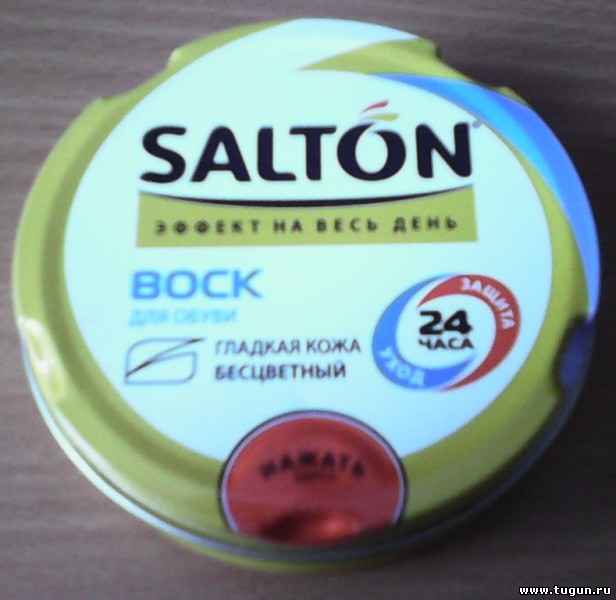 SALTON
ЭФФЕКТ НА ВЕСЬ ДЕНЬ
ВОСК
ДЛЯ ОБУВИ
ГЛАДКАЯ КОЖА
БЕСЦВЕТНЫЙ
ЗАЩИТА
24
ЧАСА
УХОД
НАЖАТЬ
www.tugun.ru